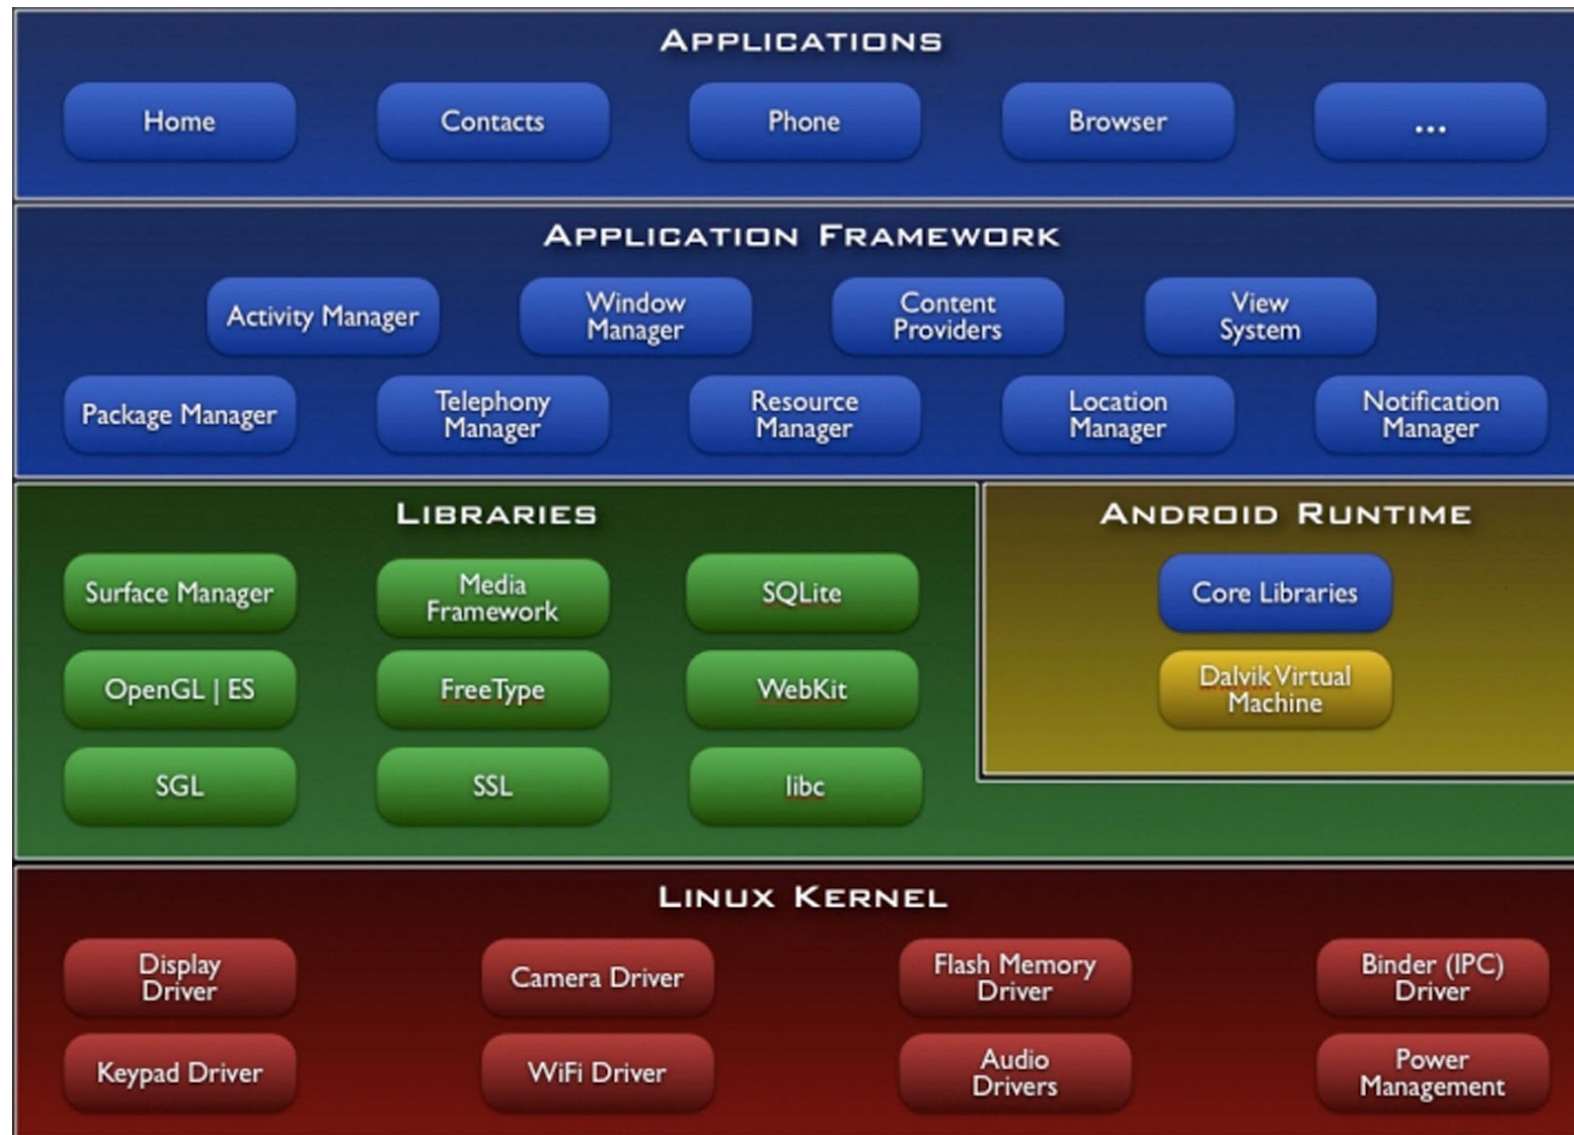 APPLICATIONS
Home
Contacts
Phone
Browser
...
APPLICATION FRAMEWORK
Activity Manager
Window
Manager
Content
Providers
View
System
Package Manager
Telephony
Manager
Resource
Manager
Location
Manager
Notification
Manager
LIBRARIES
Surface Manager
Media
Framework
SQLite
OpenGL | ES
FreeType
WebKit
SGL
SSL
libc
ANDROID RUNTIME
Core Libraries
Dalvik Virtual
Machine
LINUX KERNEL
Display
Driver
Camera Driver
Flash Memory
Driver
Binder (IPC)
Driver
Keypad Driver
WiFi Driver
Audio
Drivers
Power
Management